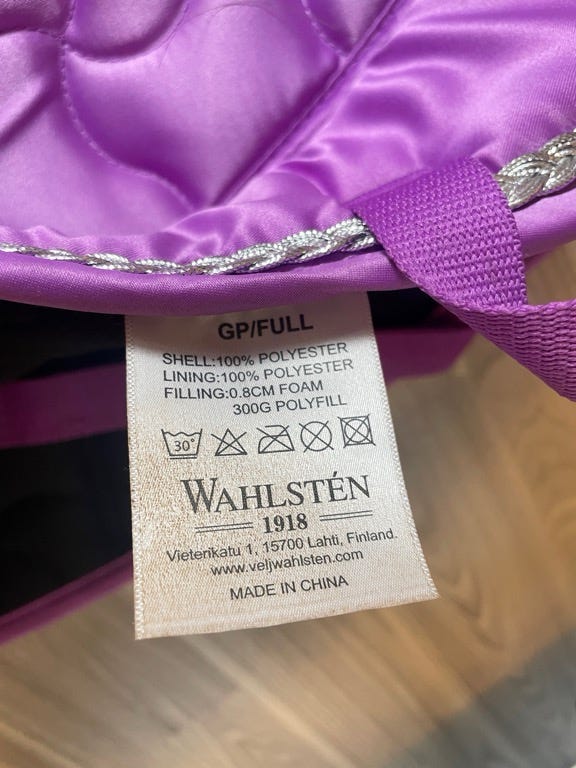 GP/FULL
SHELL:100% POLYESTER
LINING:100% POLYESTER
FILLING:0.8CM FOAM
300G POLYFILL
30°
WAHLSTÉN
1918
Vieterikatu 1, 15700 Lahti, Finland.
www.veljwahlsten.com
MADE IN CHINA